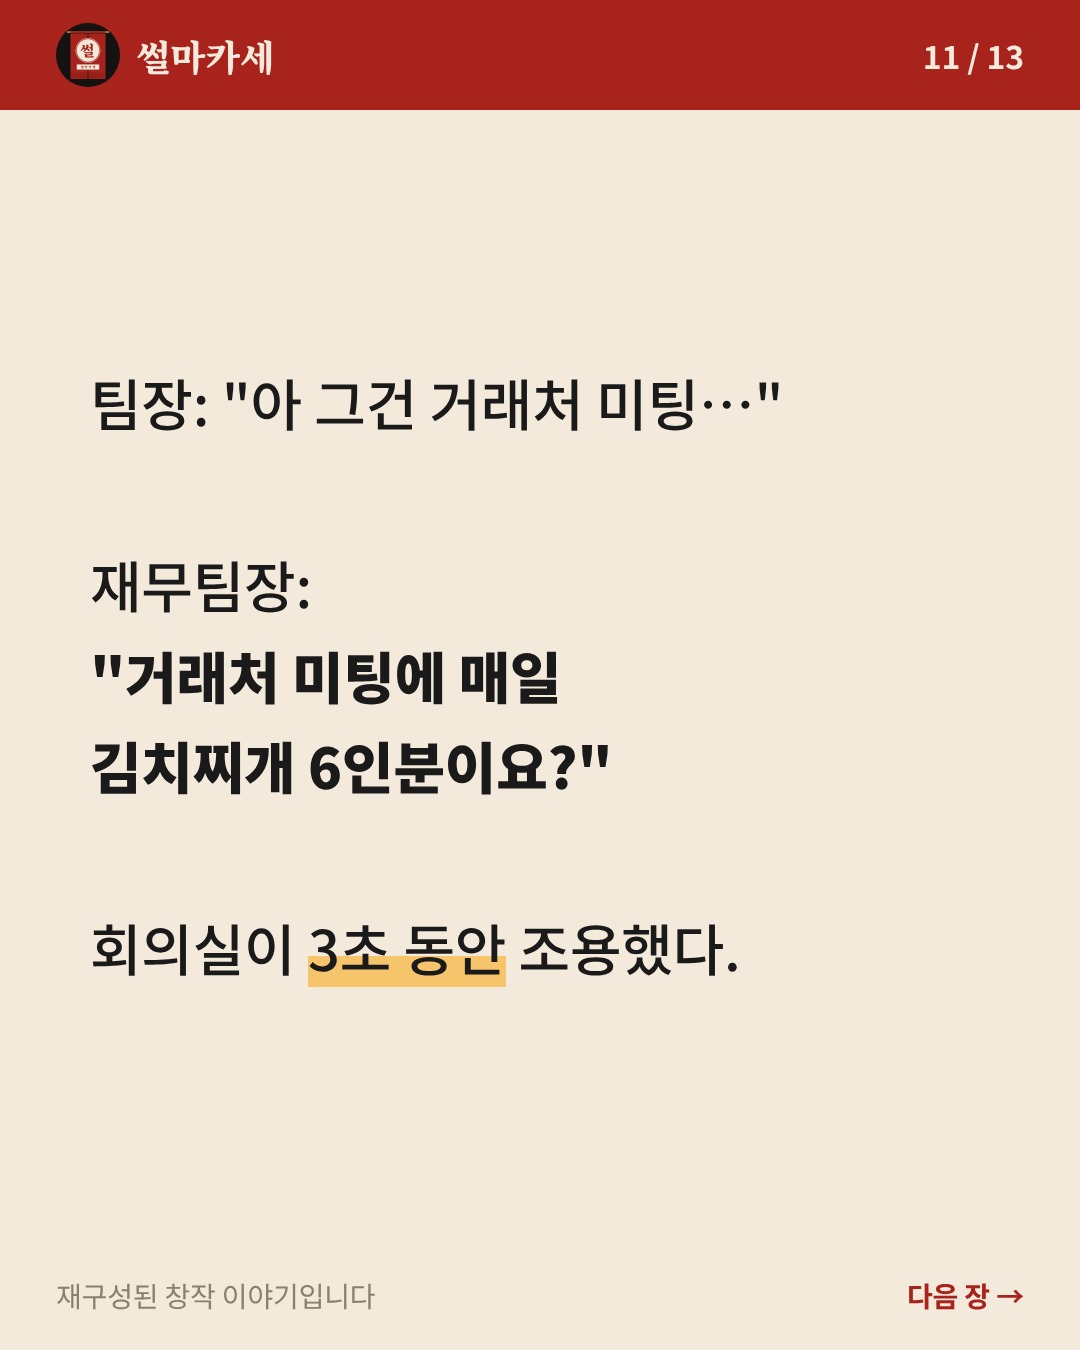 썰
썰마카세
11 / 13
팀장: "아 그건 거래처 미팅…"
재무팀장:
"거래처 미팅에 매일
김치찌개 6인분이요?"
회의실이 3초 동안 조용했다.
재구성된 창작 이야기입니다
다음 장 →